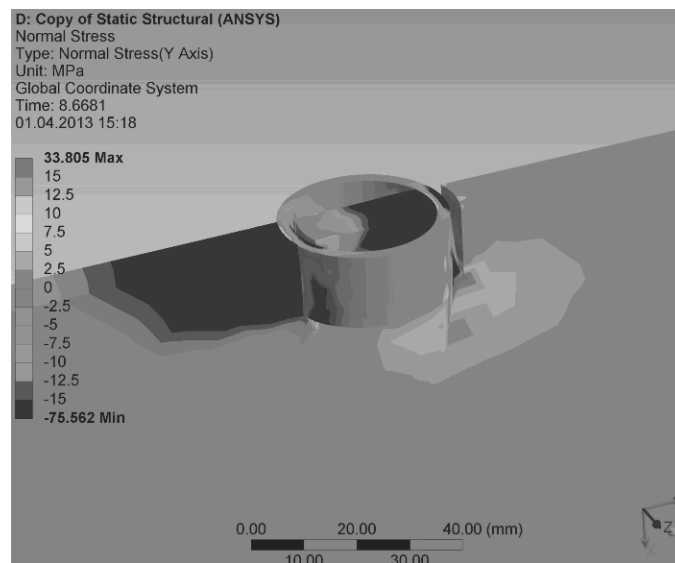 D: Copy of Static Structural (ANSYS)
Normal Stress
Type: Normal Stress(Y Axis)
Unit: MPa
Global Coordinate System
Time: 8.6681
01.04.2013 15:18
33.805 Max
15
12.5
10
7.5
5
2.5
0
-2.5
-5
-7.5
-10
-12.5
-15
-75.562 Min
0.00 20.00 40.00 (mm)
10.00 30.00
Z
X